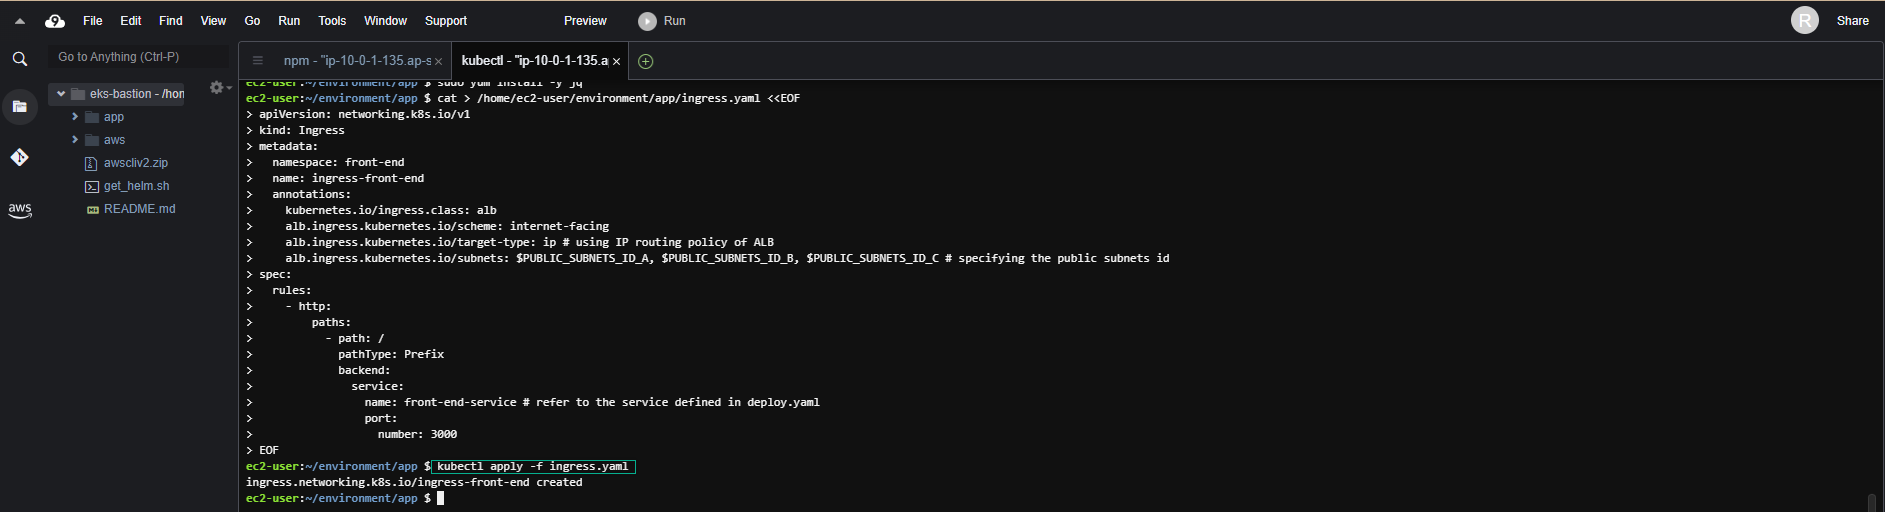 File Edit Find View Go Run Tools Window Support Preview Run R Share
Go to Anything (Ctrl-P)
npm - "ip-10-0-1-135.ap-s
kubectl - "ip-10-0-1-135.a
eks-bastion - /hon
app
aws
awscliv2.zip
get_helm.sh
README.md
aws
ec2-user:~/environment/app $ sudo yum install -y jq
ec2-user:~/environment/app $ cat > /home/ec2-user/environment/app/ingress.yaml <<EOF
> apiVersion: networking.k8s.io/v1
> kind: Ingress
> metadata:
>   namespace: front-end
>   name: ingress-front-end
>   annotations:
>     kubernetes.io/ingress.class: alb
>     alb.ingress.kubernetes.io/scheme: internet-facing
>     alb.ingress.kubernetes.io/target-type: ip # using IP routing policy of ALB
>     alb.ingress.kubernetes.io/subnets: $PUBLIC_SUBNETS_ID_A, $PUBLIC_SUBNETS_ID_B, $PUBLIC_SUBNETS_ID_C # specifying the public subnets id
> spec:
>   rules:
>     - http:
>         paths:
>           - path: /
>             pathType: Prefix
>             backend:
>               service:
>                 name: front-end-service # refer to the service defined in deploy.yaml
>                 port:
>                   number: 3000
> EOF
ec2-user:~/environment/app $ kubectl apply -f ingress.yaml
ingress.networking.k8s.io/ingress-front-end created
ec2-user:~/environment/app $